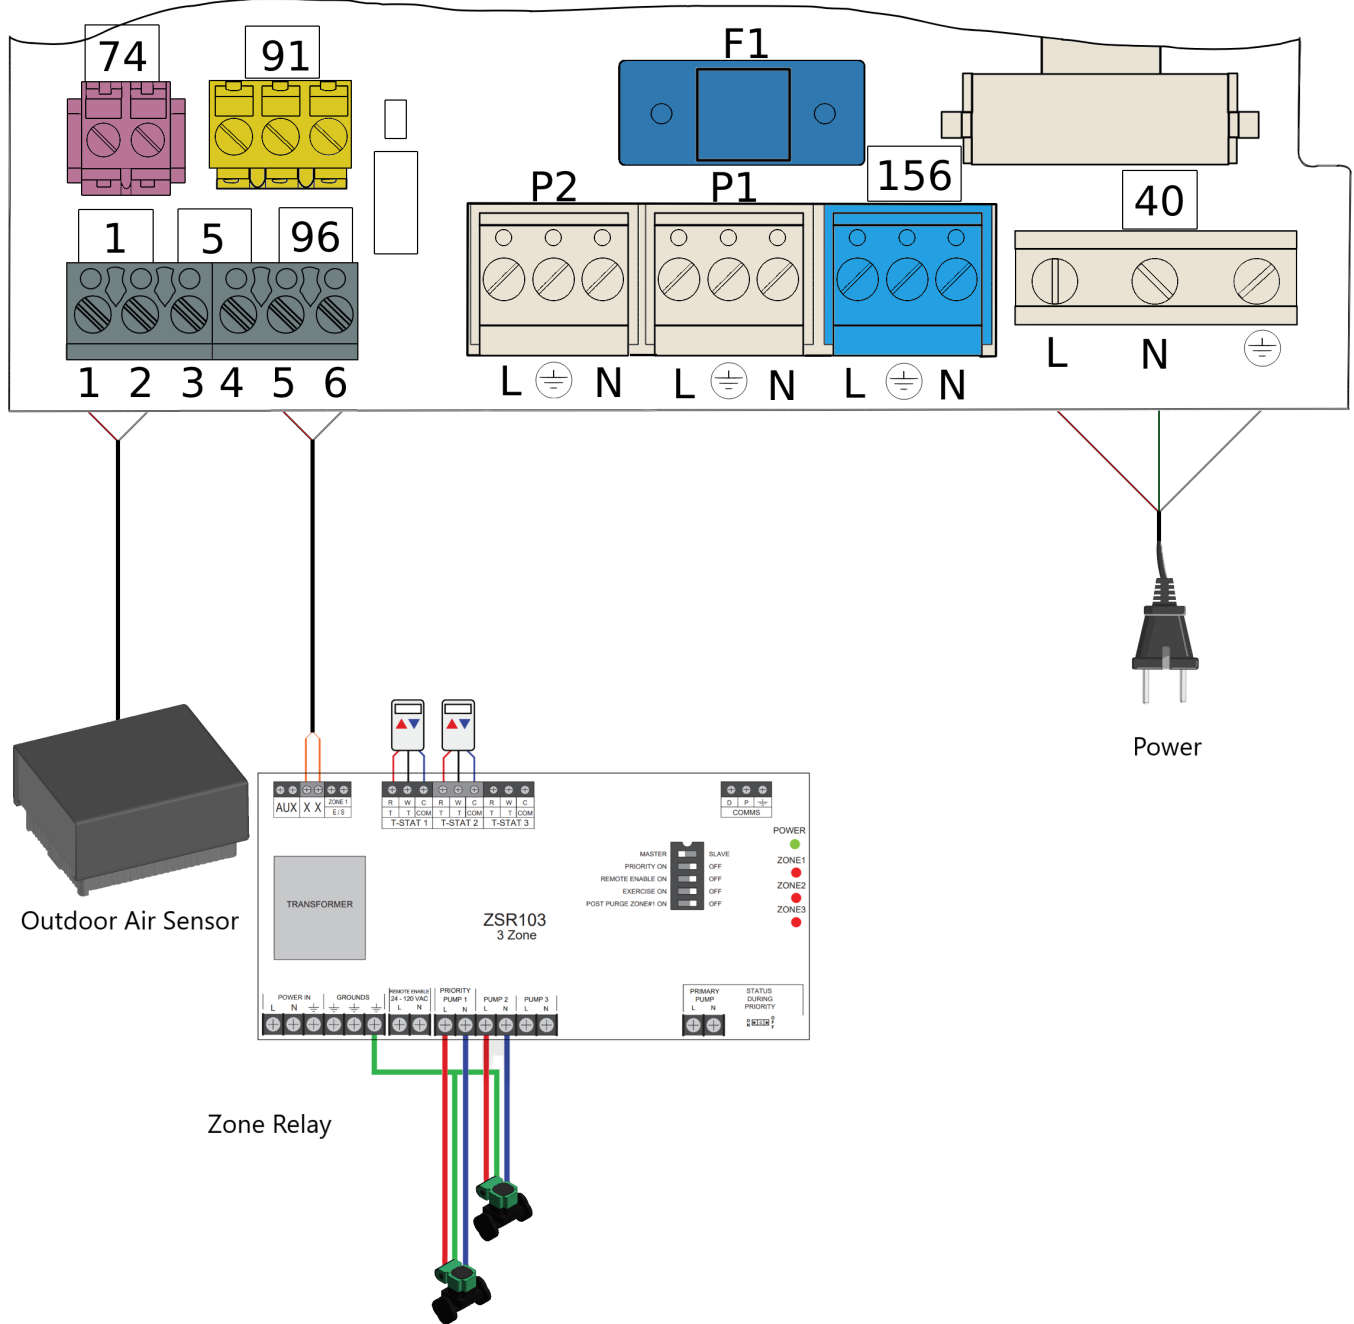 F1
74
91
P2
P1
156
40
1
5
96
1 2 3 4 5 6
L N
L N
L N
L N
Power
Outdoor Air Sensor
AUX X X ZONE 1
E / S
R W C R W C R W C
T T COM T T COM T T COM
T-STAT 1 T-STAT 2 T-STAT 3
D P
COMMS
POWER
MASTER SLAVE
PRIORITY ON OFF
REMOTE ENABLE ON OFF
EXERCISE ON OFF
POST PURGE ZONE#1 ON OFF
ZONE1
ZONE2
ZONE3
TRANSFORMER
ZSR103
3 Zone
POWER IN
L N
GROUNDS
REMOTE ENABLE
24 - 120 VAC
L N
PRIORITY
PUMP 1
L N
PUMP 2
L N
PUMP 3
L N
PRIMARY
PUMP
L N
STATUS
DURING
PRIORITY
ON
OFF
Zone Relay